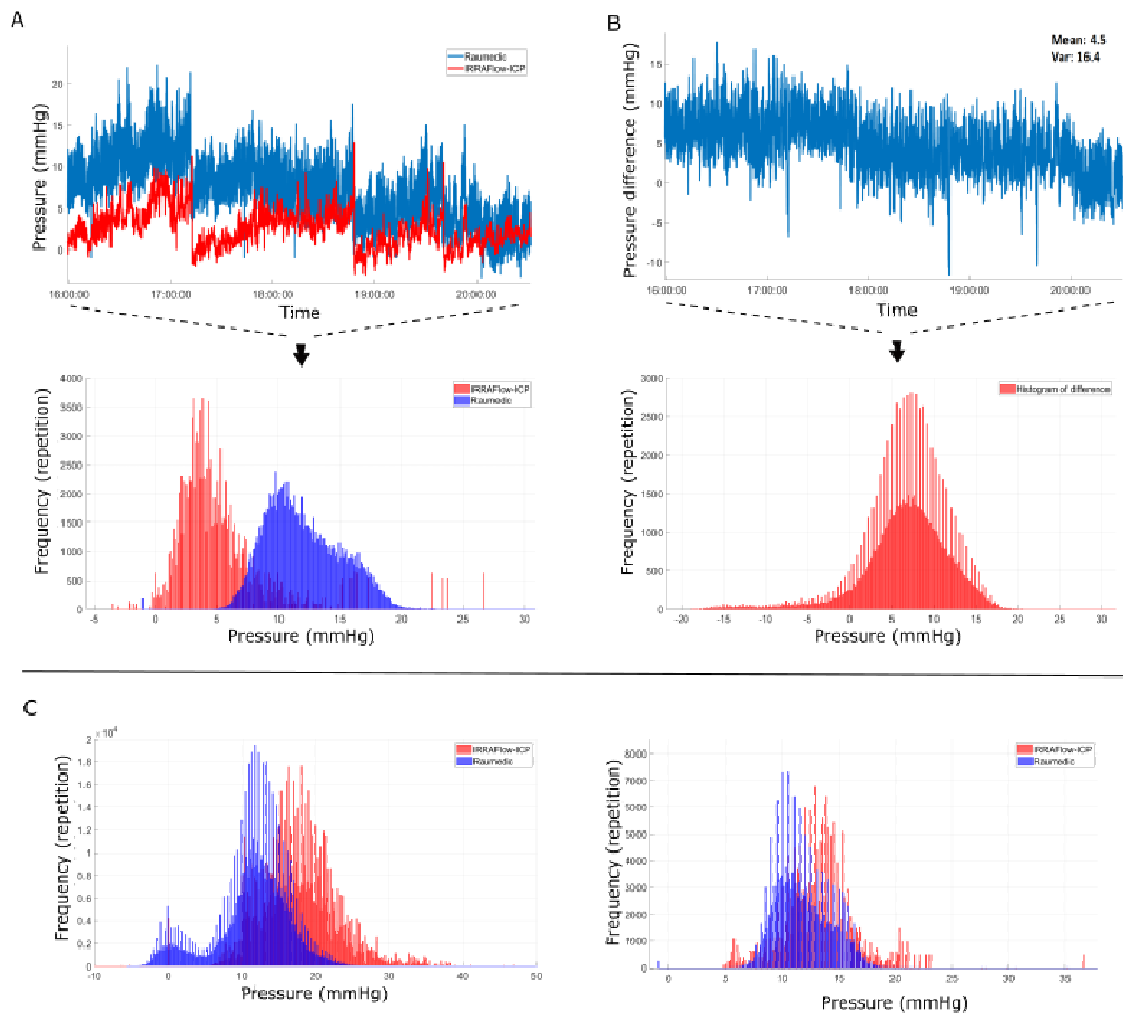 A
Raumedic
IRRAFlow-ICP
Pressure (mmHg)
20
15
10
5
0
16:00:00 17:00:00 18:00:00 19:00:00 20:00:00
Time
B
Mean: 4.5
Var: 16.4
Pressure difference (mmHg)
15
10
5
0
-5
-10
16:00:00 17:00:00 18:00:00 19:00:00 20:00:00
Time
IRRAFlow-ICP
Raumedic
Frequency (repetition)
4000
3500
3000
2500
2000
1500
1000
500
0
-5 0 5 10 15 20 25 30
Pressure (mmHg)
Histogram of difference
Frequency (repetition)
3000
2500
2000
1500
1000
500
0
-20 -15 -10 -5 0 5 10 15 20 25 30
Pressure (mmHg)
C
× 10^4
IRRAFlow-ICP
Raumedic
Frequency (repetition)
2
1.8
1.6
1.4
1.2
1
0.8
0.6
0.4
0.2
0
-10 0 10 20 30 40 50
Pressure (mmHg)
IRRAFlow-ICP
Raumedic
Frequency (repetition)
8000
7000
6000
5000
4000
3000
2000
1000
0
0 5 10 15 20 25 30 35
Pressure (mmHg)